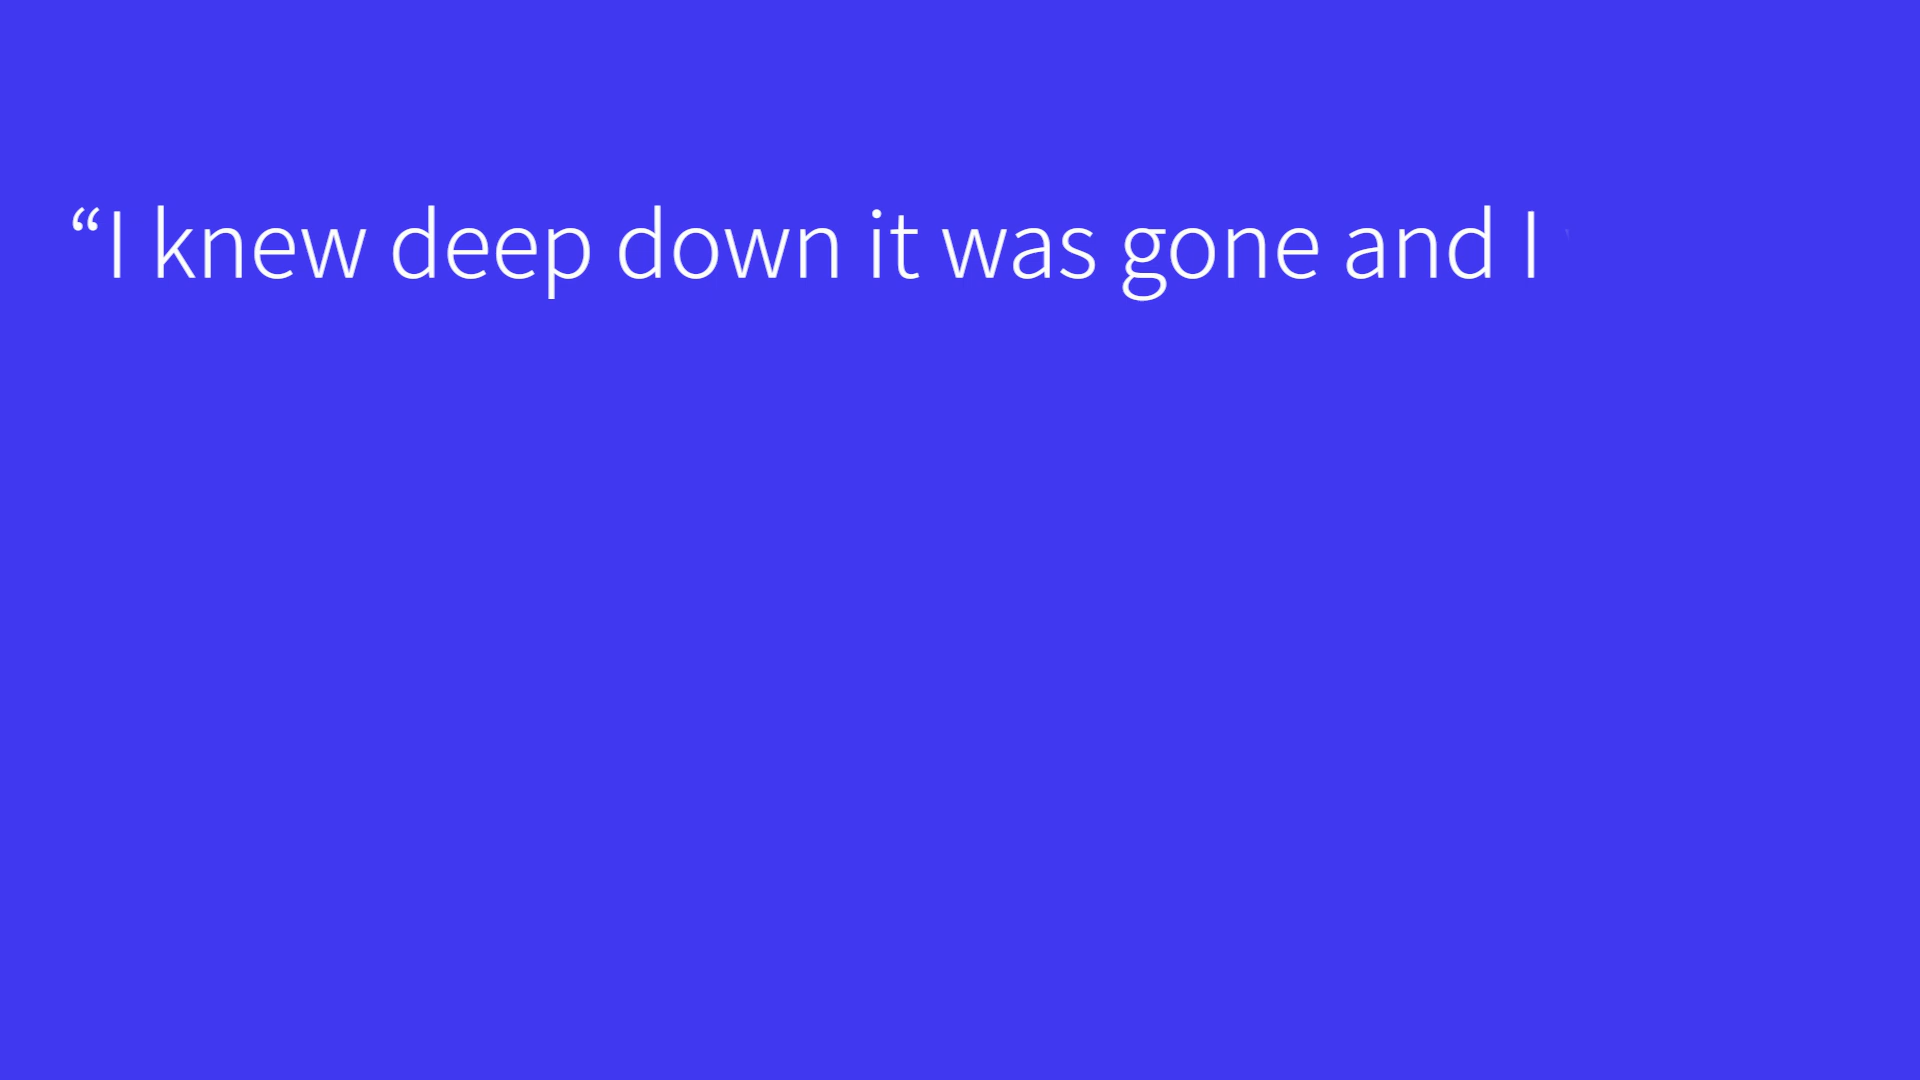 “I knew deep down it was gone and I